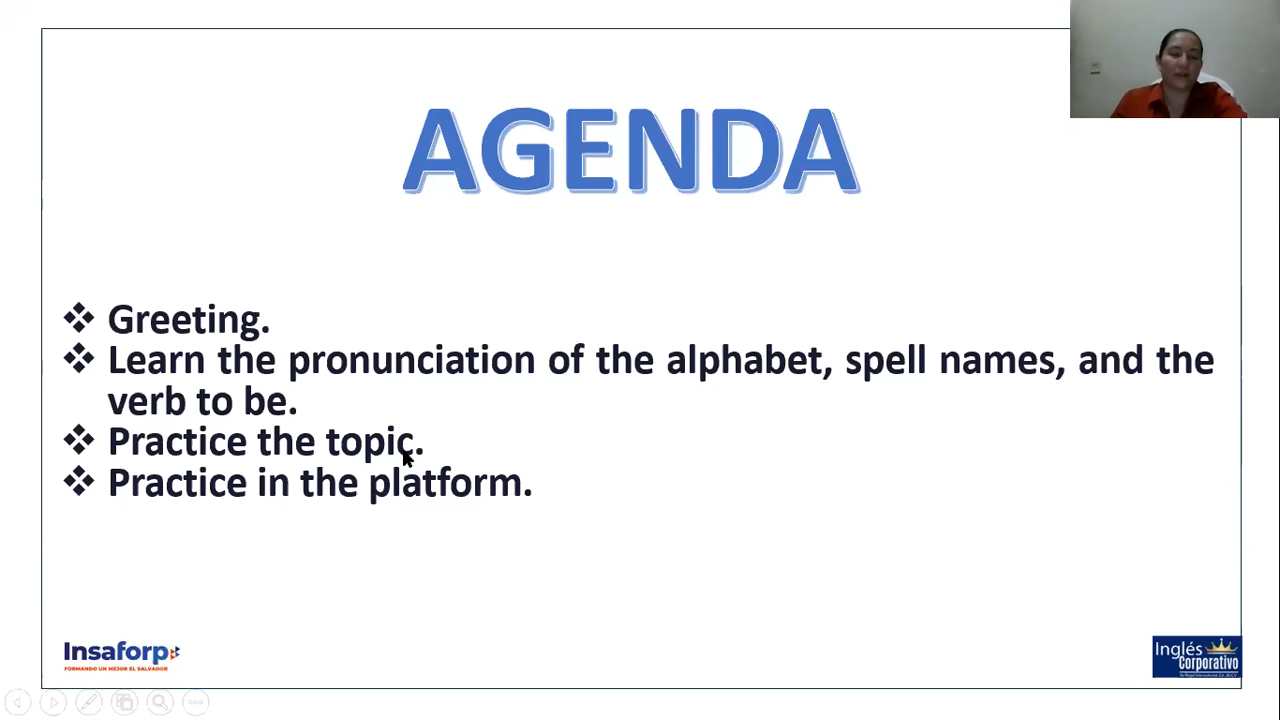 AGENDA
❖ Greeting.
❖ Learn the pronunciation of the alphabet, spell names, and the
verb to be.
❖ Practice the topic.
❖ Practice in the platform.
Insaforp
FORMANDO UN MEJOR EL SALVADOR
Inglés
Corporativo